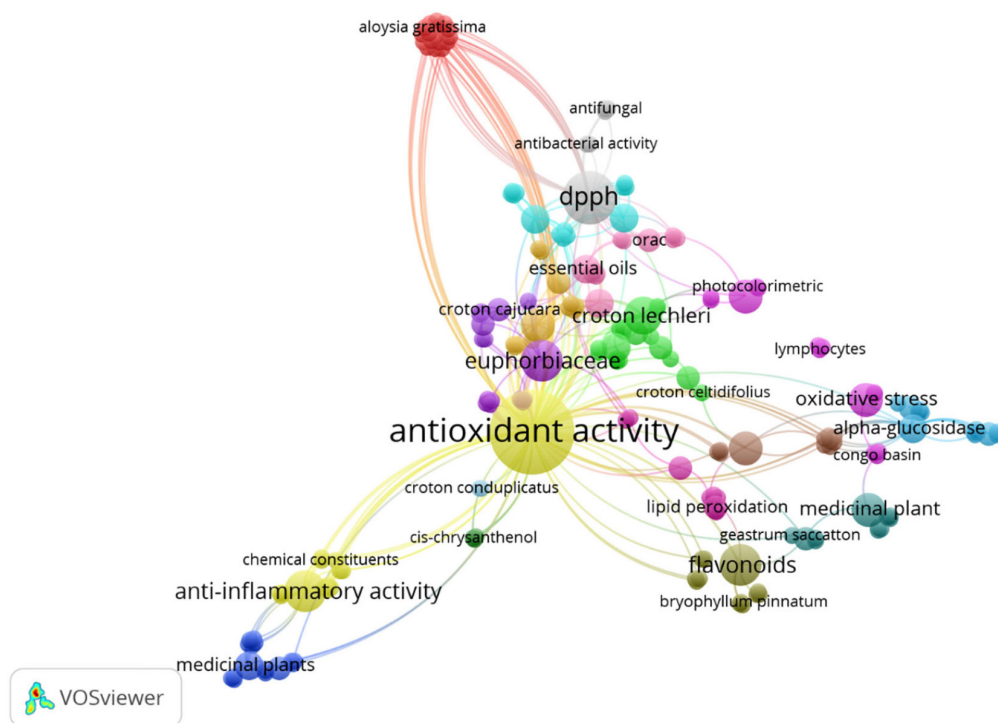 aloysia gratissima
antifungal
antibacterial activity
dpph
orac
essential oils
photocolorimetric
croton cajucara
croton lechleri
lymphocytes
euphorbiaceae
croton celtidifolius
oxidative stress
antioxidant activity
alpha-glucosidase
congo basin
croton conduplicatus
lipid peroxidation
medicinal plant
cis-chrysanthenol
geastrum saccatton
chemical constituents
flavonoids
anti-inflammatory activity
bryophyllum pinnatum
medicinal plants
VOSviewer